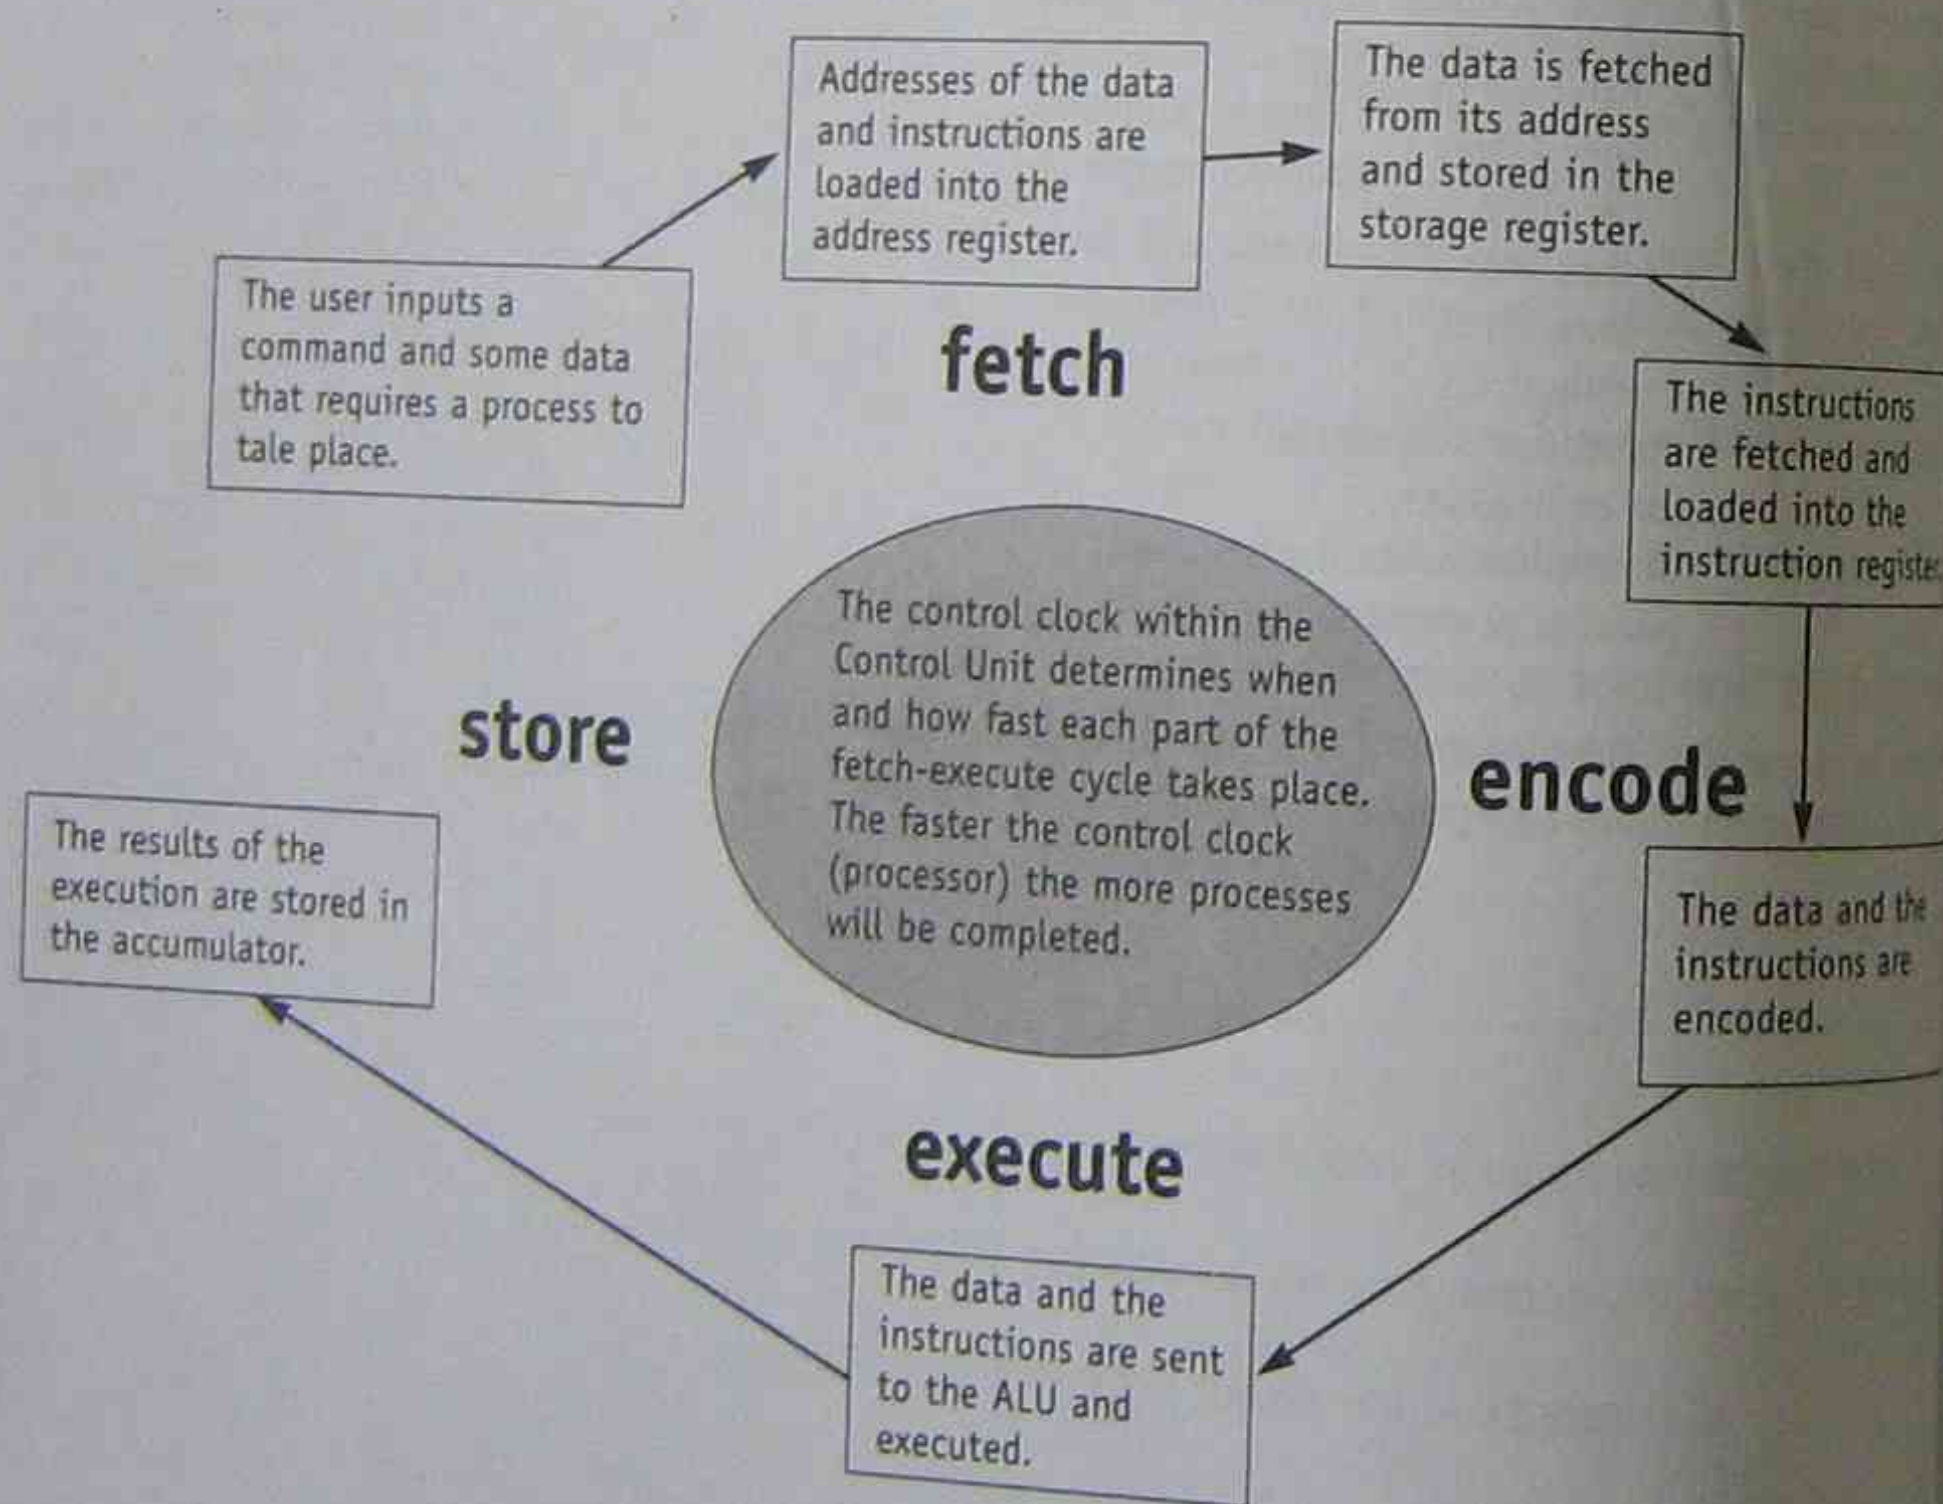 The user inputs a
command and some data
that requires a process to
tale place.
Addresses of the data
and instructions are
loaded into the
address register.
The data is fetched
from its address
and stored in the
storage register.
fetch
The instructions
are fetched and
loaded into the
instruction register
encode
The data and the
instructions are
encoded.
execute
The data and the
instructions are sent
to the ALU and
executed.
store
The results of the
execution are stored in
the accumulator.
The control clock within the
Control Unit determines when
and how fast each part of the
fetch-execute cycle takes place.
The faster the control clock
(processor) the more processes
will be completed.